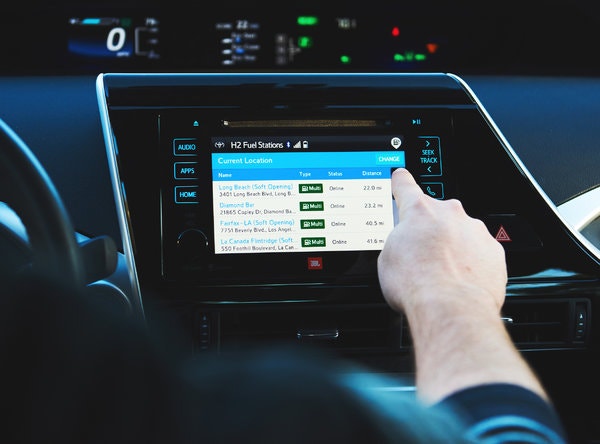 0
MPH
22
AUDIO
APPS
HOME
SEEK
TRACK
H2 Fuel Stations
Current Location
CHANGE
Name Type Status Distance
Long Beach (Soft Opening) Multi Online 22.0 mi
3401 Long Beach Blvd, Long B..
Diamond Bar Multi Online 23.2 mi
21865 Copley Dr, Diamond Ba..
Fairfax-LA (Soft Opening) Multi Online 40.5 mi
7751 Beverly Blvd., Los Angel..
La Canada Flintridge (Soft.. Multi Online 41.6 mi
550 Foothill Boulevard, La Can..
JBL